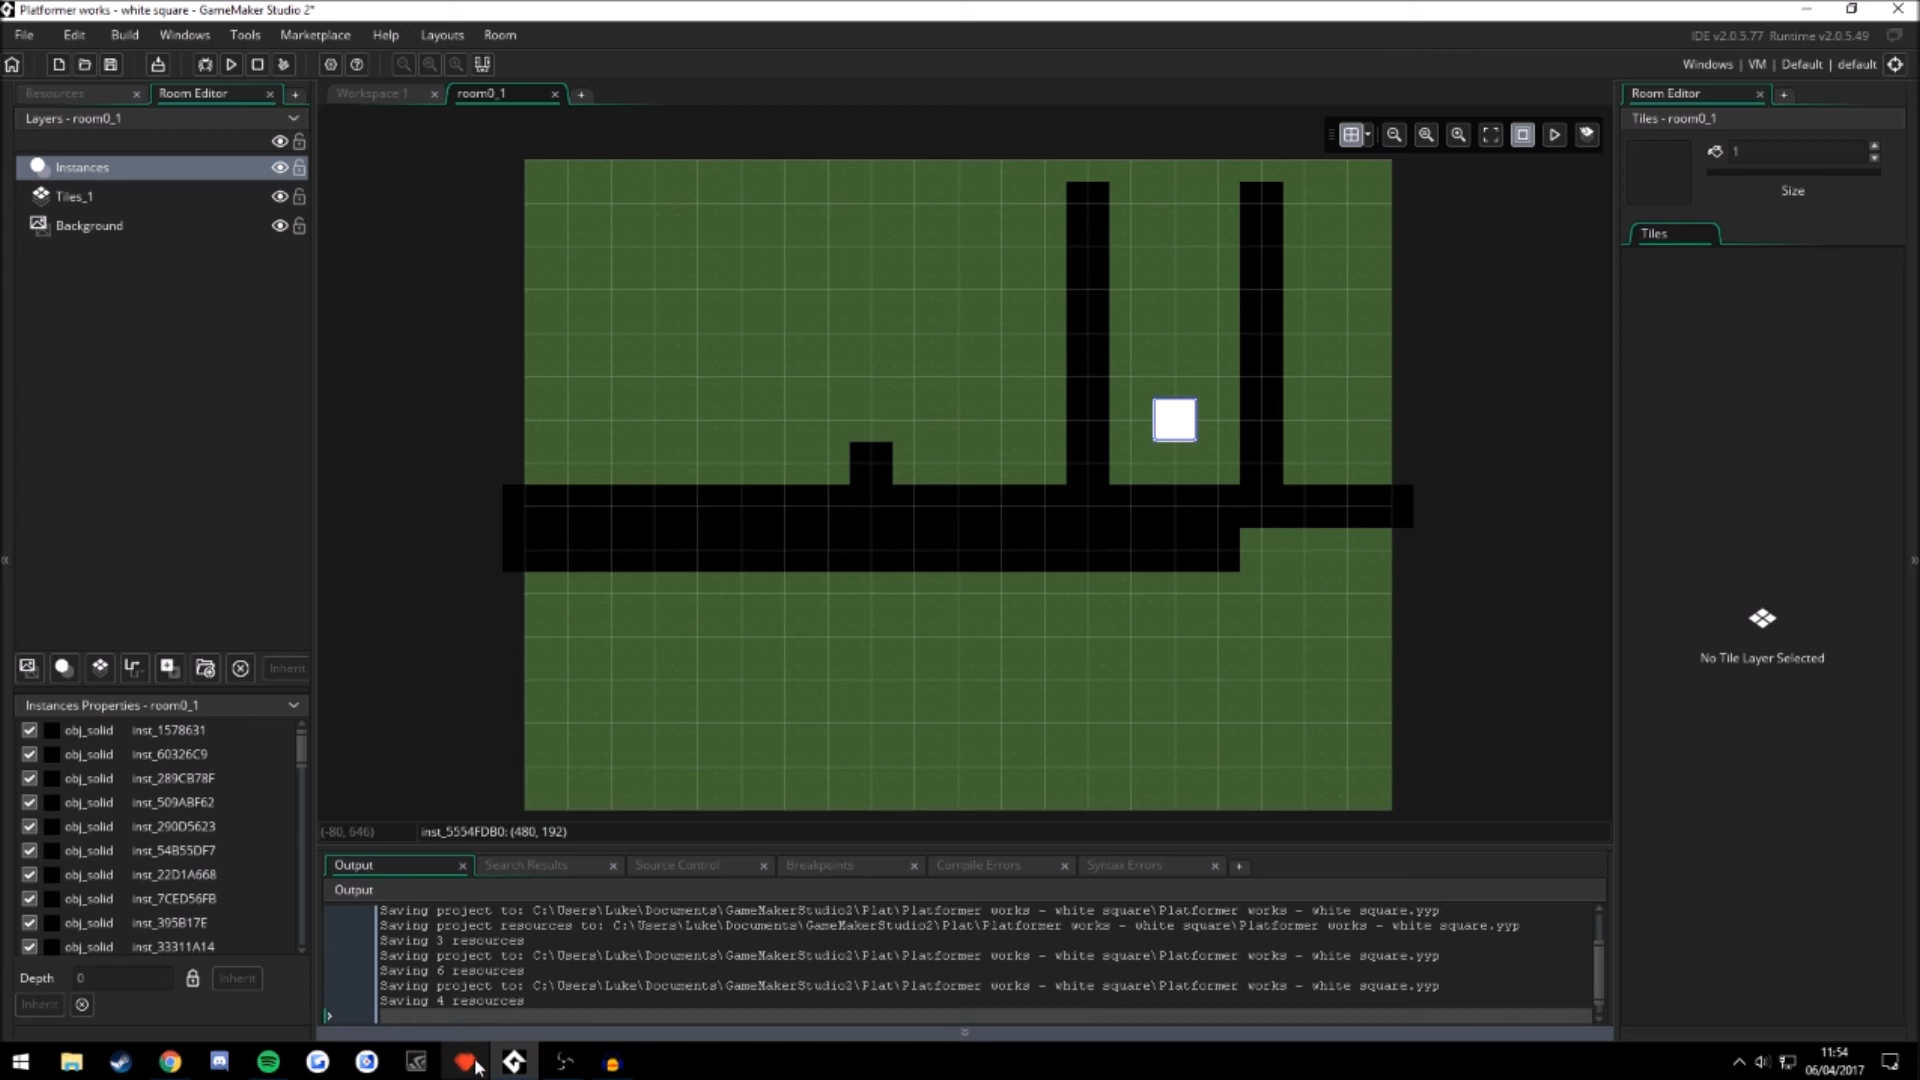 Platformer works - white square - GameMaker Studio 2*
File Edit Build Windows Tools Marketplace Help Layouts Room
IDE v2.0.5.77 Runtime v2.0.5.49
Windows | VM | Default | default
Resources Room Editor
Workspace 1 room0_1
Room Editor
Layers - room0_1
Tiles - room0_1
1
Size
Instances
Tiles_1
Background
Tiles
No Tile Layer Selected
Inherit
Instances Properties - room0_1
obj_solid inst_1578631
obj_solid inst_60326C9
obj_solid inst_289CB78F
obj_solid inst_509ABF62
obj_solid inst_290D5623
obj_solid inst_54B55DF7
obj_solid inst_22D1A668
obj_solid inst_7CED56FB
obj_solid inst_395B17E
obj_solid inst_33311A14
Depth 0 Inherit
Inherit
(-80, 646) inst_5554FDB0: (480, 192)
Output Search Results Source Control Breakpoints Compile Errors Syntax Errors
Output
Saving project to: C:\Users\Luke\Documents\GameMakerStudio2\Plat\Platformer works - white square\Platformer works - white square.yyp
Saving project resources to: C:\Users\Luke\Documents\GameMakerStudio2\Plat\Platformer works - white square\Platformer works - white square.yyp
Saving 3 resources
Saving project to: C:\Users\Luke\Documents\GameMakerStudio2\Plat\Platformer works - white square\Platformer works - white square.yyp
Saving 6 resources
Saving project to: C:\Users\Luke\Documents\GameMakerStudio2\Plat\Platformer works - white square\Platformer works - white square.yyp
Saving 4 resources
11:54
06/04/2017